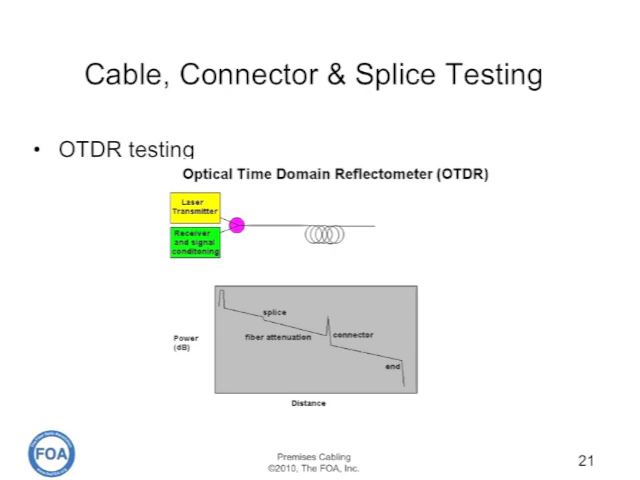 Cable, Connector & Splice Testing
• OTDR testing
Optical Time Domain Reflectometer (OTDR)
Laser
Transmitter
Receiver
and signal
conditoning
splice
fiber attenuation
connector
end
Power
(dB)
Distance
FOA
Premises Cabling
©2010, The FOA, Inc.
21